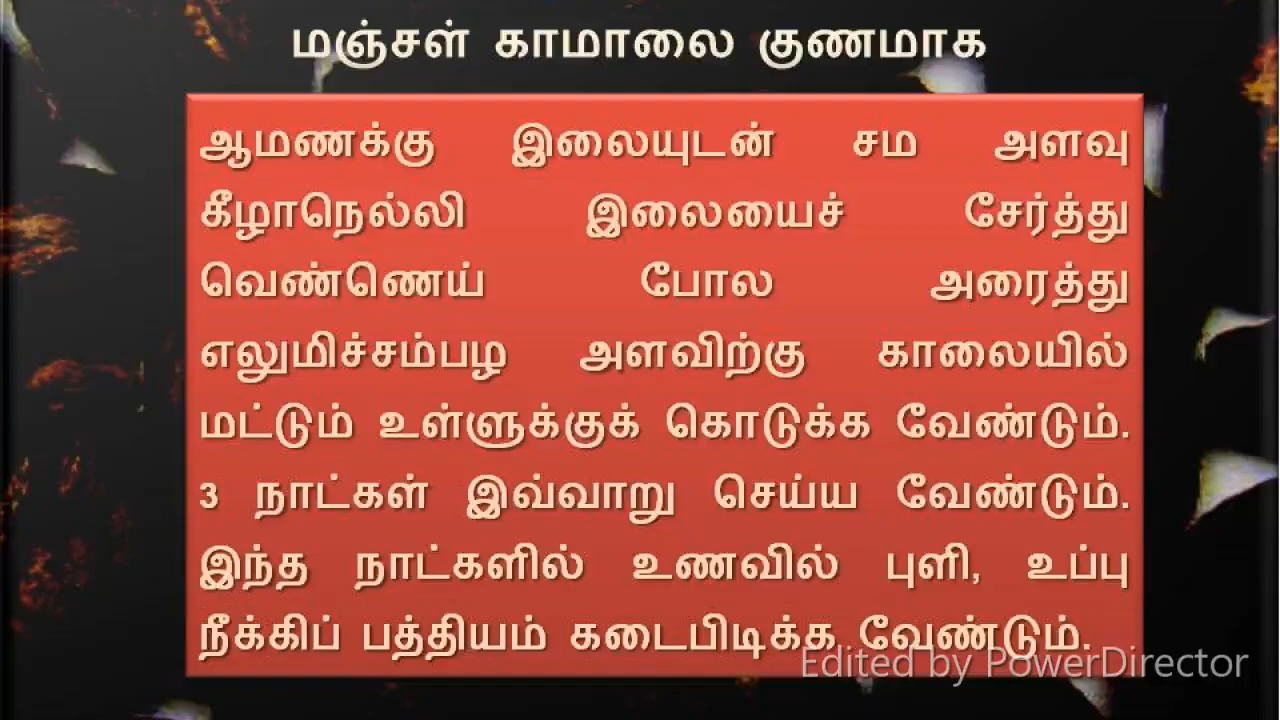 மஞ்சள் காமாலை குணமாக
ஆமணக்கு இலையுடன் சம அளவு
கீழாநெல்லி இலையைச் சேர்த்து
வெண்ணெய் போல அரைத்து
எலுமிச்சம்பழ அளவிற்கு காலையில்
மட்டும் உள்ளுக்குக் கொடுக்க வேண்டும்.
3 நாட்கள் இவ்வாறு செய்ய வேண்டும்.
இந்த நாட்களில் உணவில் புளி, உப்பு
நீக்கிப் பத்தியம் கடைபிடிக்க வேண்டும்.
Edited by PowerDirector